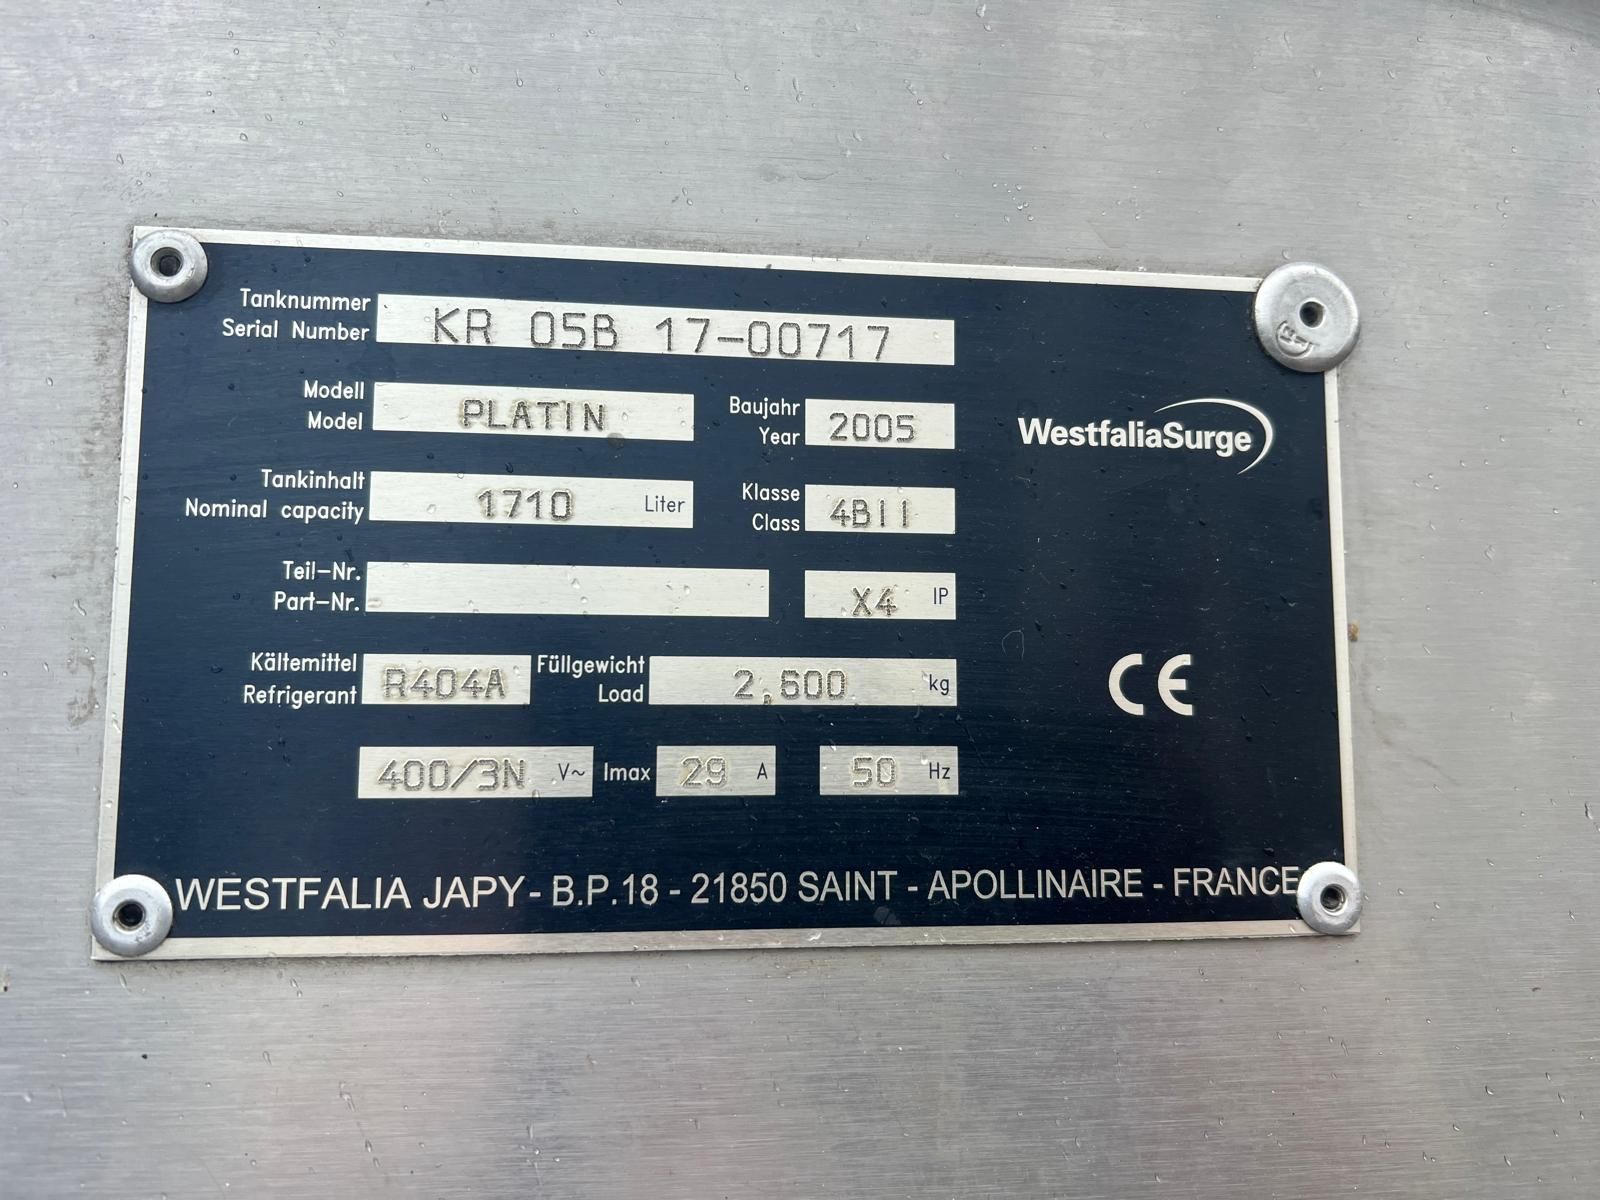 Tanknummer
Serial Number KR 05B 17-00717
Modell
Model PLATIN Baujahr
Year 2005
WestfaliaSurge
Tankinhalt
Nominal capacity 1710 Liter Klasse
Class 4BII
Teil-Nr.
Part-Nr. X4 IP
Kältemittel
Refrigerant R404A Füllgewicht
Load 2,600 kg
CE
400/3N V~ Imax 29 A 50 Hz
WESTFALIA JAPY - B.P.18 - 21850 SAINT - APOLLINAIRE - FRANCE